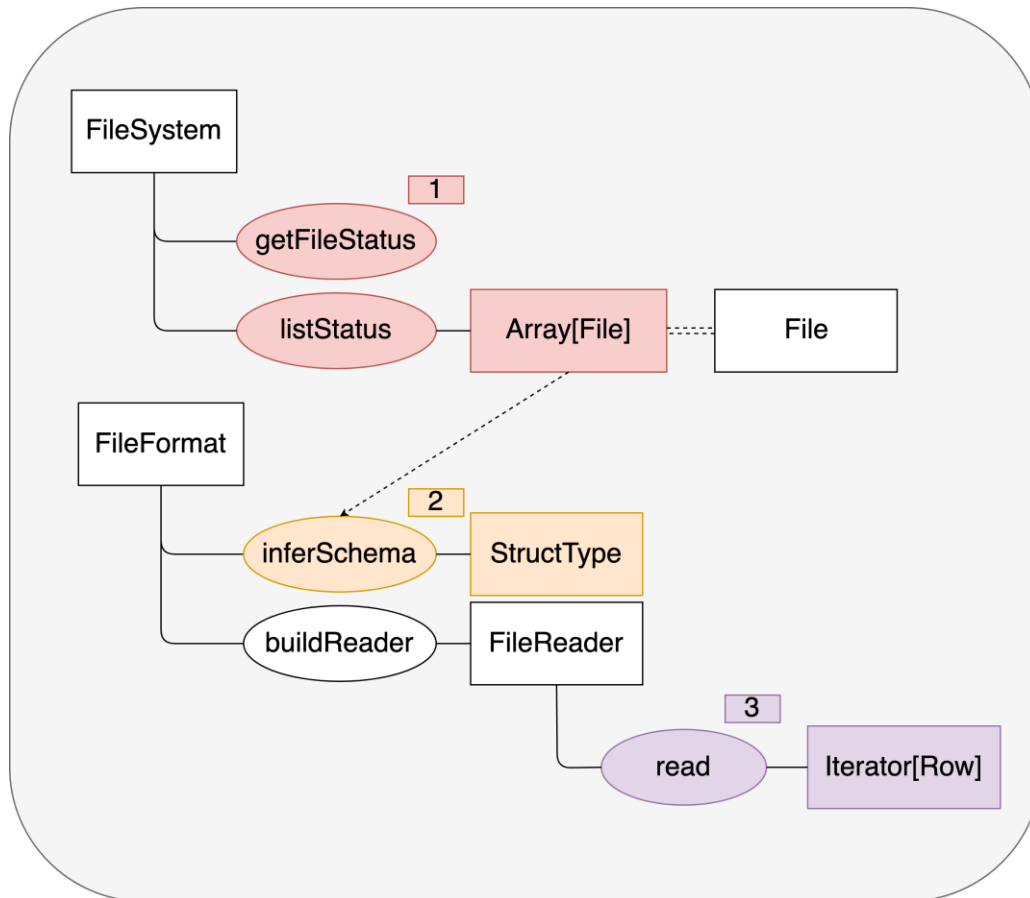 FileSystem
1
getFileStatus
listStatus
Array[File]
File
FileFormat
2
inferSchema
StructType
buildReader
FileReader
3
read
Iterator[Row]